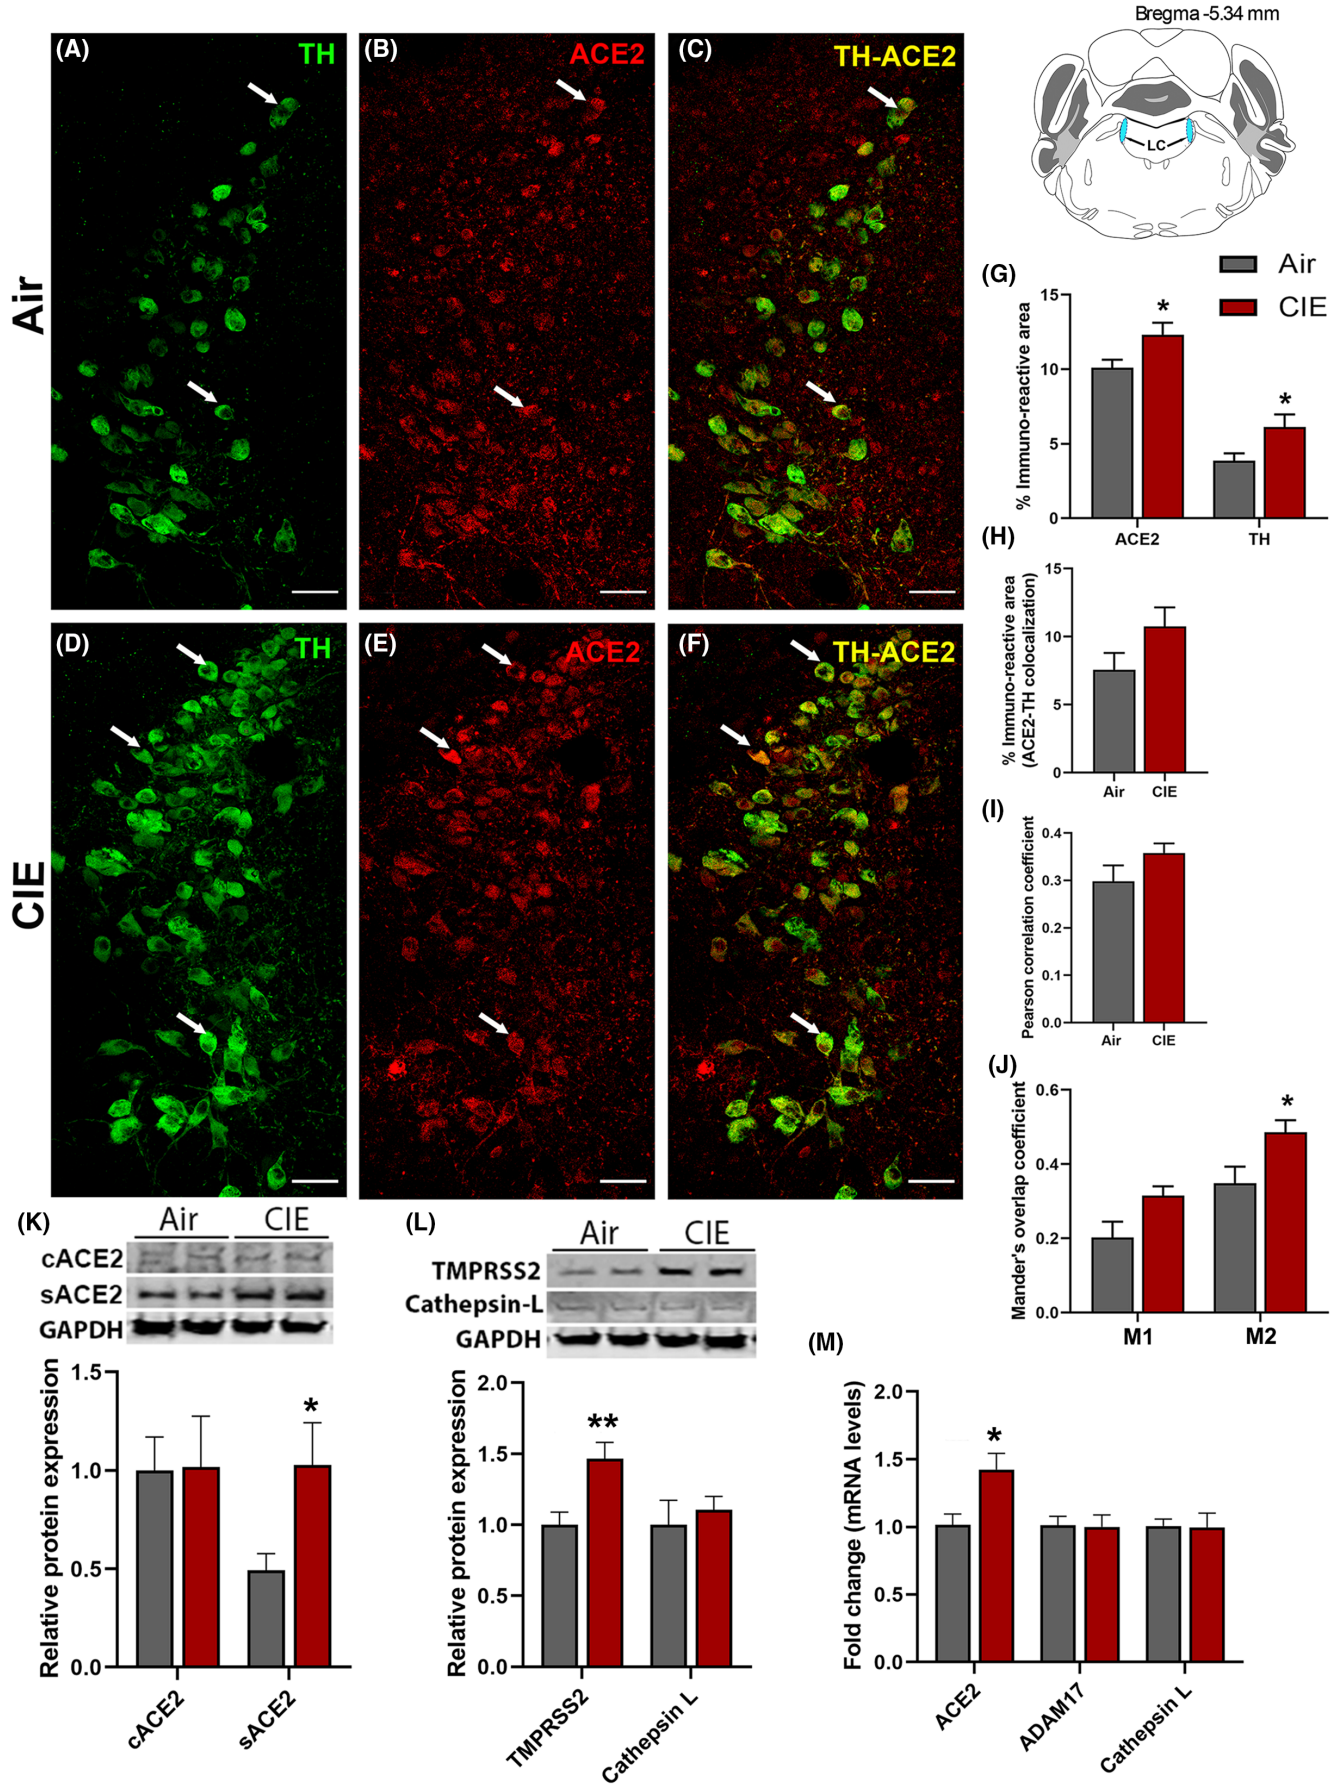 Bregma -5.34 mm
LC
(A) TH
(B) ACE2
(C) TH-ACE2
Air
(D) TH
(E) ACE2
(F) TH-ACE2
CIE
(G)
Air
CIE
% Immuno-reactive area
15
10
5
0
*
*
ACE2 TH
(H)
% Immuno-reactive area
(ACE2-TH colocalization)
15
10
5
0
Air CIE
(I)
Pearson correlation coefficient
0.4
0.3
0.2
0.1
0.0
Air CIE
(J)
Mander's overlap coefficient
0.6
0.4
0.2
0.0
*
M1 M2
(K)
Air CIE
cACE2
sACE2
GAPDH
Relative protein expression
1.5
1.0
0.5
0.0
*
cACE2 sACE2
(L)
Air CIE
TMPRSS2
Cathepsin-L
GAPDH
Relative protein expression
2.0
1.5
1.0
0.5
0.0
**
TMPRSS2 Cathepsin L
(M)
Fold change (mRNA levels)
2.0
1.5
1.0
0.5
0.0
*
ACE2 ADAM17 Cathepsin L